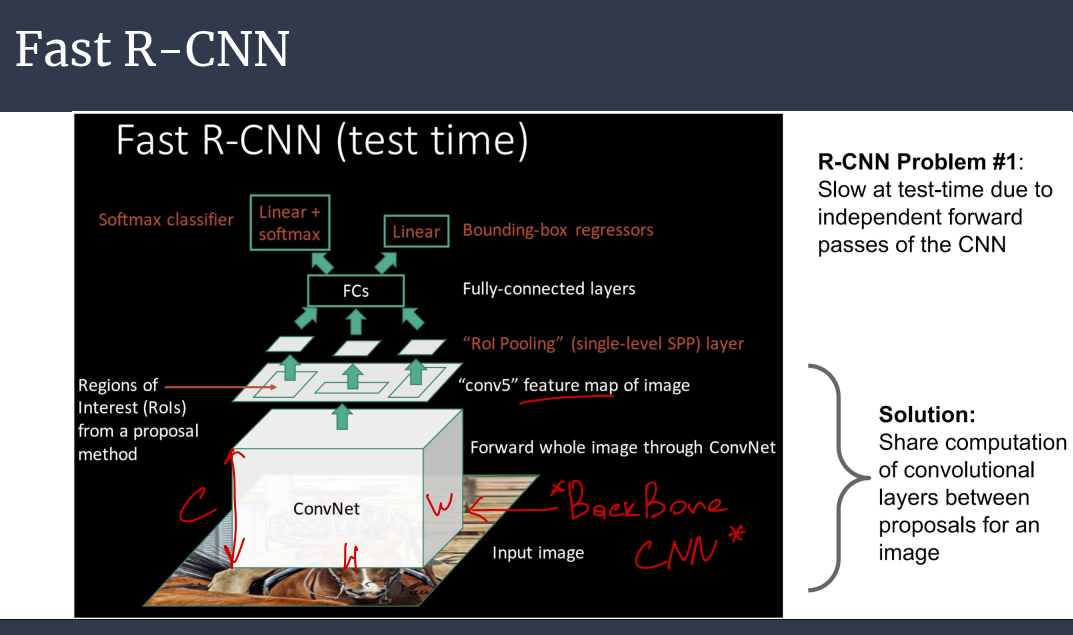 Fast R-CNN
Fast R-CNN (test time)
Softmax classifier
Linear +
softmax
Linear
Bounding-box regressors
FCs
Fully-connected layers
"RoI Pooling" (single-level SPP) layer
Regions of
Interest (RoIs)
from a proposal
method
"conv5" feature map of image
Forward whole image through ConvNet
C
ConvNet
W
H
*BackBone
CNN*
Input image
R-CNN Problem #1:
Slow at test-time due to
independent forward
passes of the CNN
Solution:
Share computation
of convolutional
layers between
proposals for an
image